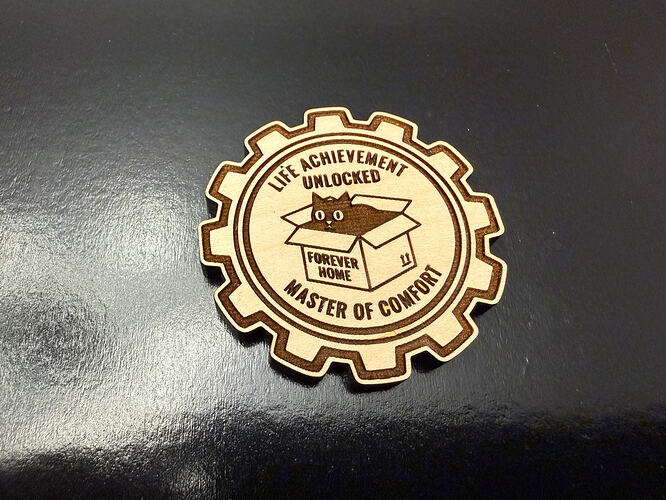 LIFE ACHIEVEMENT
UNLOCKED
FOREVER
HOME
MASTER OF COMFORT